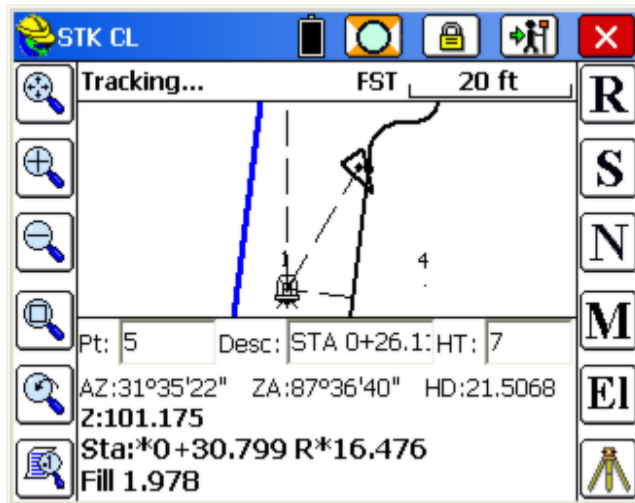 STK CL
Tracking... FST 20 ft
R
S
1 4
N
M
Pt: 5 Desc: STA 0+26.1 HT: 7
AZ:31°35'22" ZA:87°36'40" HD:21.5068
El
Z:101.175
Sta:*0+30.799 R*16.476
Fill 1.978